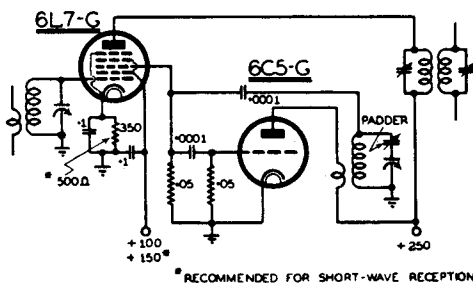 6L7-G
6C5-G
.0001
PADDER
.1
350
.0001
* 500Ω
.1
.05
.05
+100
+150*
+250
*RECOMMENDED FOR SHORT-WAVE RECEPTION